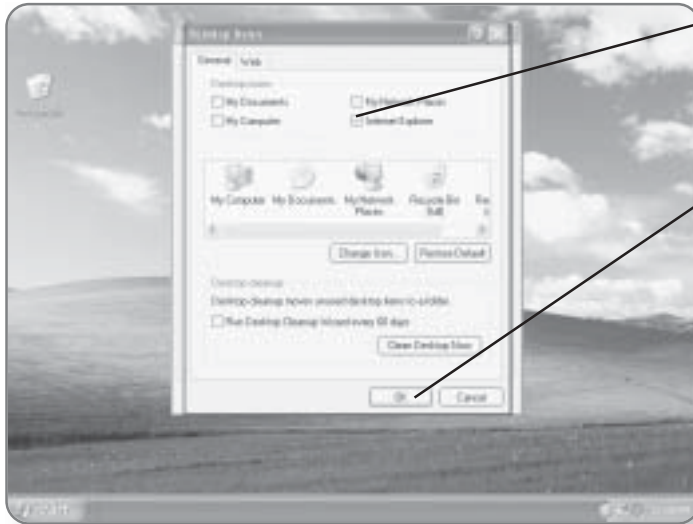 Desktop Items
General Web
Desktop icons
My Documents My Network Places
My Computer Internet Explorer
My Computer My Documents My Network Places Recycle Bin (full)
Change Icon... Restore Default
Desktop cleanup
Desktop cleanup moves unused desktop items to a folder.
Run Desktop Cleanup Wizard every 60 days
Clean Desktop Now
OK Cancel
start